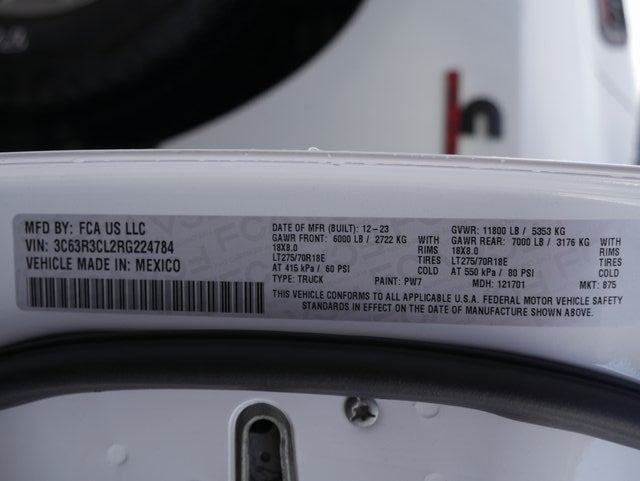 MFD BY: FCA US LLC
VIN: 3C63R3CL2RG224784
VEHICLE MADE IN: MEXICO
DATE OF MFR (BUILT): 12-23
GAWR FRONT: 6000 LB / 2722 KG WITH
18X8.0 RIMS
LT275/70R18E TIRES
AT 415 kPa / 60 PSI COLD
TYPE: TRUCK PAINT: PW7
GVWR: 11800 LB / 5353 KG
GAWR REAR: 7000 LB / 3176 KG WITH
18X8.0 RIMS
LT275/70R18E TIRES
AT 550 kPa / 80 PSI COLD
MDH: 121701 MKT: 875
THIS VEHICLE CONFORMS TO ALL APPLICABLE U.S.A. FEDERAL MOTOR VEHICLE SAFETY
STANDARDS IN EFFECT ON THE DATE OF MANUFACTURE SHOWN ABOVE.